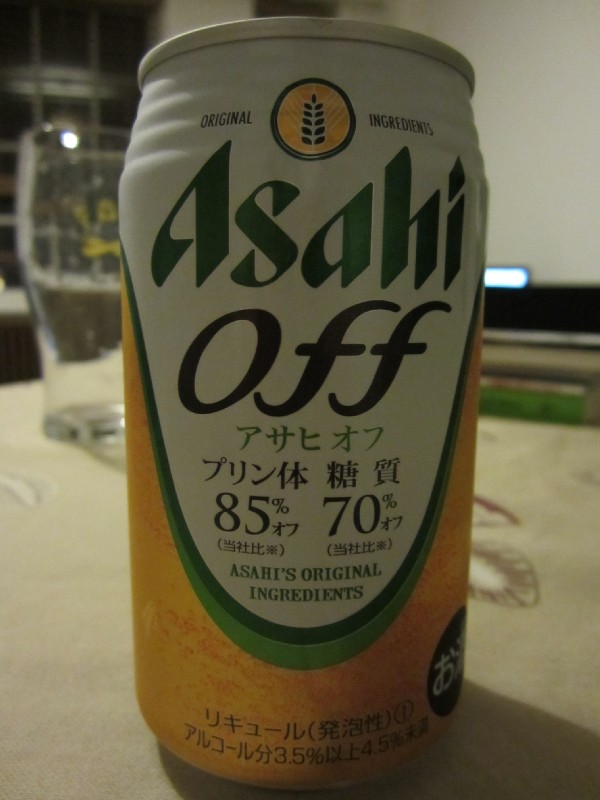 ORIGINAL INGREDIENTS
Asahi
Off
アサヒ オフ
プリン体 糖質
85%オフ 70%オフ
(当社比※) (当社比※)
ASAHI'S ORIGINAL
INGREDIENTS
お
リキュール(発泡性)①
アルコール分3.5%以上4.5%未満